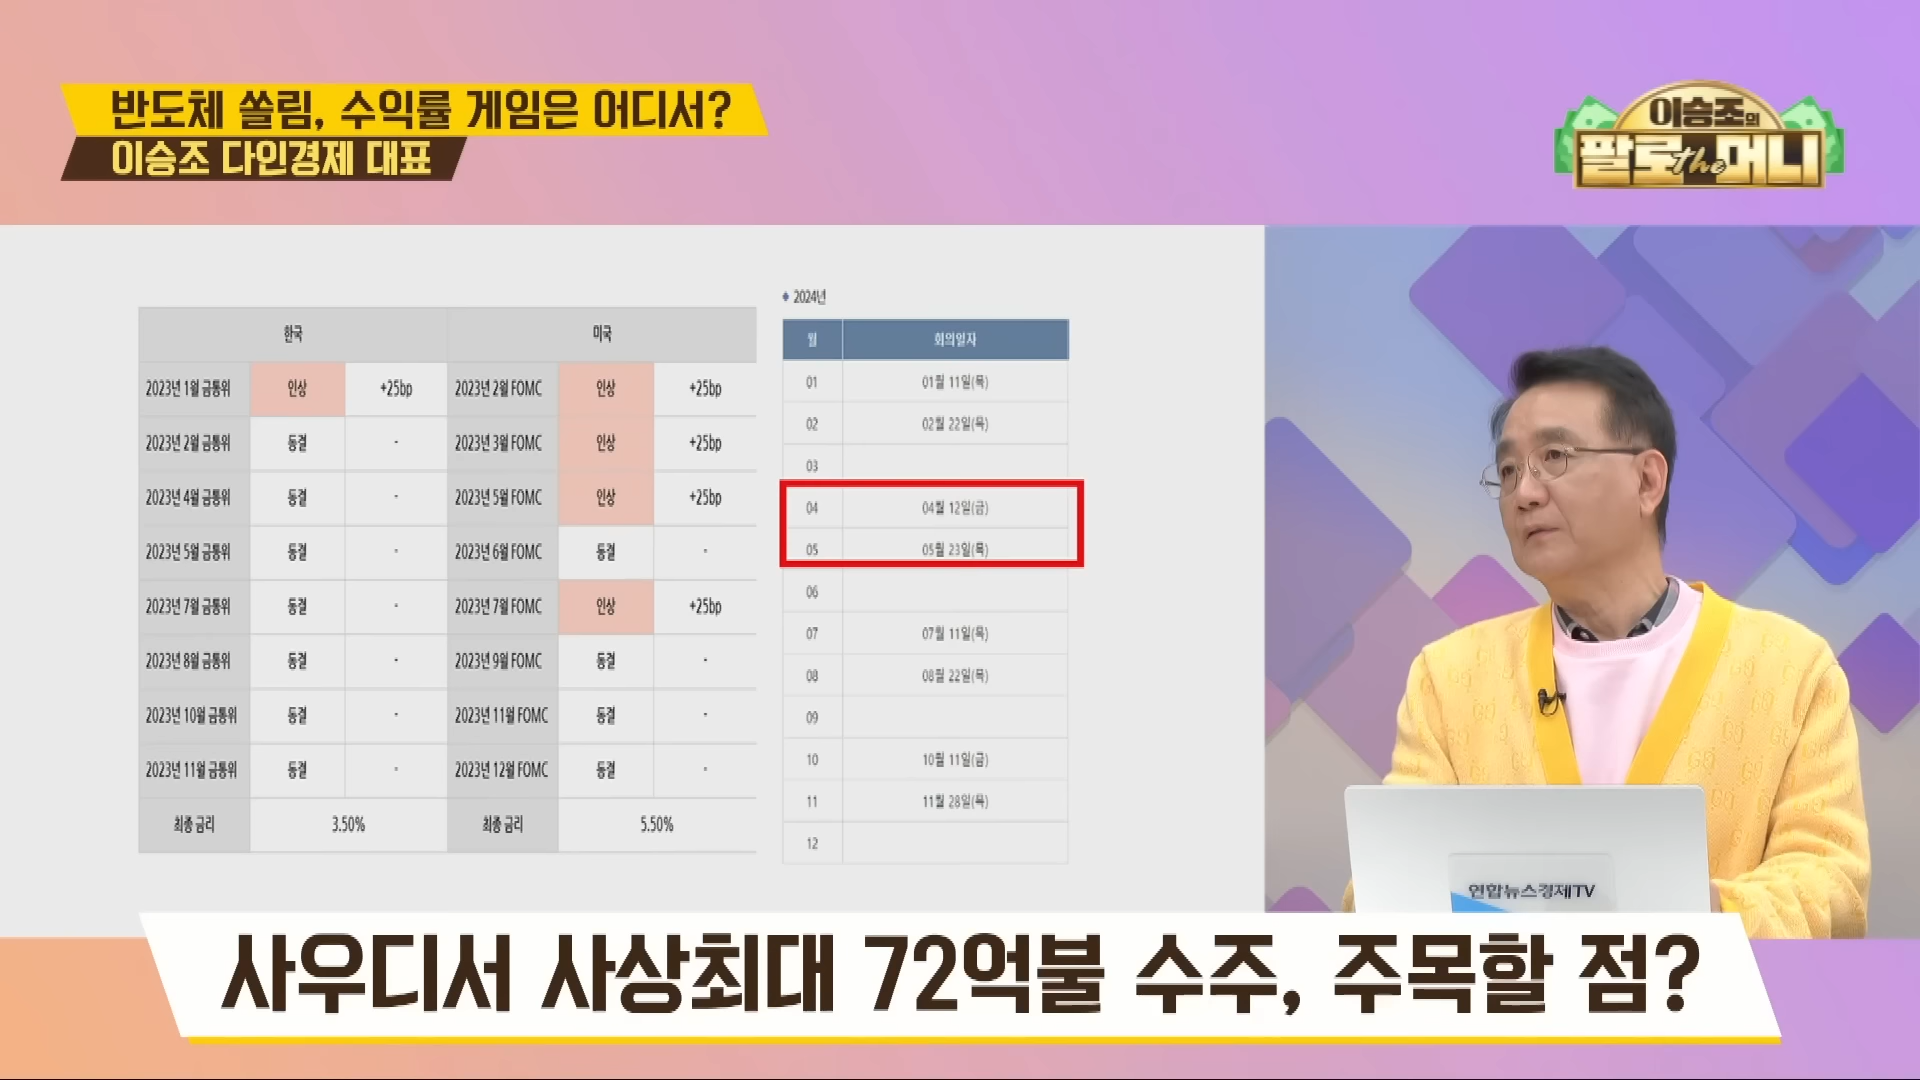 반도체 쏠림, 수익률 게임은 어디서?
이승조 다인경제 대표
이승조의
팔로the머니
한국 미국
2023년 1월 금통위 인상 +25bp 2023년 2월 FOMC 인상 +25bp
2023년 2월 금통위 동결 - 2023년 3월 FOMC 인상 +25bp
2023년 4월 금통위 동결 - 2023년 5월 FOMC 인상 +25bp
2023년 5월 금통위 동결 - 2023년 6월 FOMC 동결 -
2023년 7월 금통위 동결 - 2023년 7월 FOMC 인상 +25bp
2023년 8월 금통위 동결 - 2023년 9월 FOMC 동결 -
2023년 10월 금통위 동결 - 2023년 11월 FOMC 동결 -
2023년 11월 금통위 동결 - 2023년 12월 FOMC 동결 -
최종 금리 3.50% 최종 금리 5.50%
2024년
월 회의일자
01 01월 11일(목)
02 02월 22일(목)
03
04 04월 12일(금)
05 05월 23일(목)
06
07 07월 11일(목)
08 08월 22일(목)
09
10 10월 11일(금)
11 11월 28일(목)
12
연합뉴스경제TV
사우디서 사상최대 72억불 수주, 주목할 점?